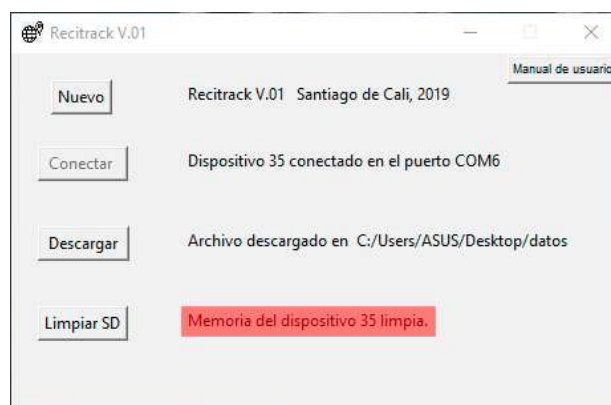 Recitrack V.01
Manual de usuario
Nuevo
Recitrack V.01 Santiago de Cali, 2019
Conectar
Dispositivo 35 conectado en el puerto COM6
Descargar
Archivo descargado en C:/Users/ASUS/Desktop/datos
Limpiar SD
Memoria del dispositivo 35 limpia.